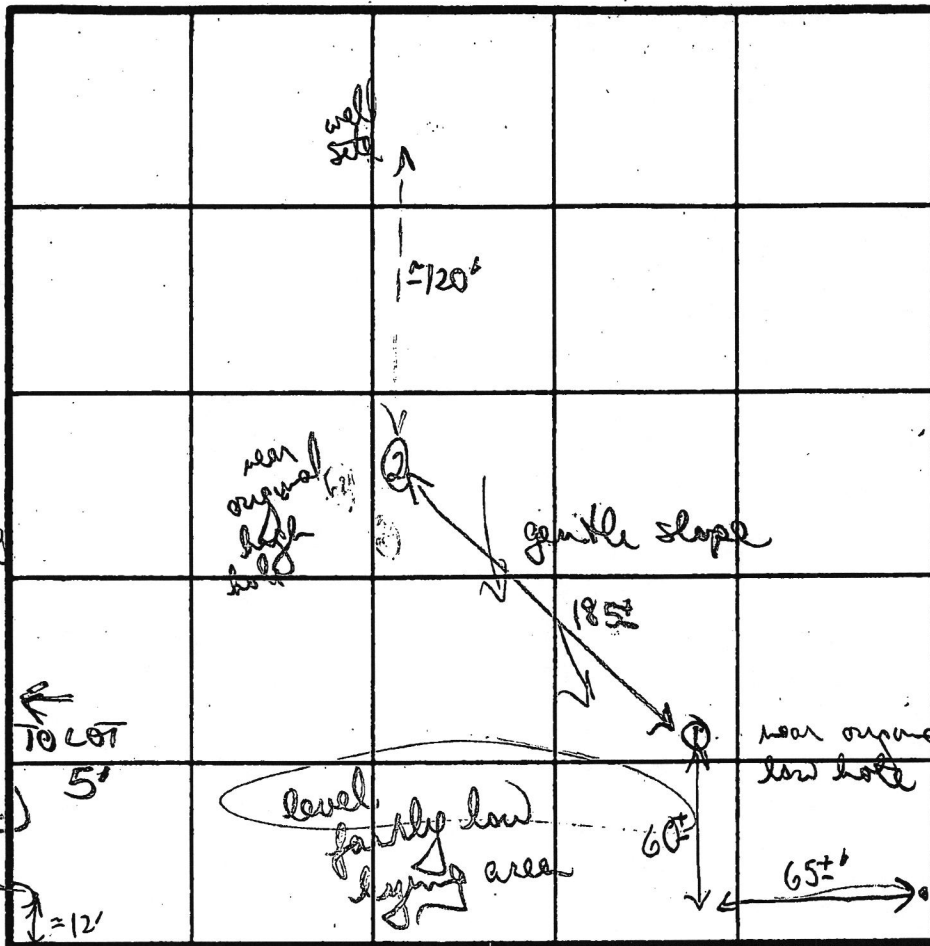 well
site
≈120'
2
near
original
high
hole
gentle slope
185±
TO LOT
5'
near
low hole
level,
fairly low
lying area
60±
65±'
≈12'